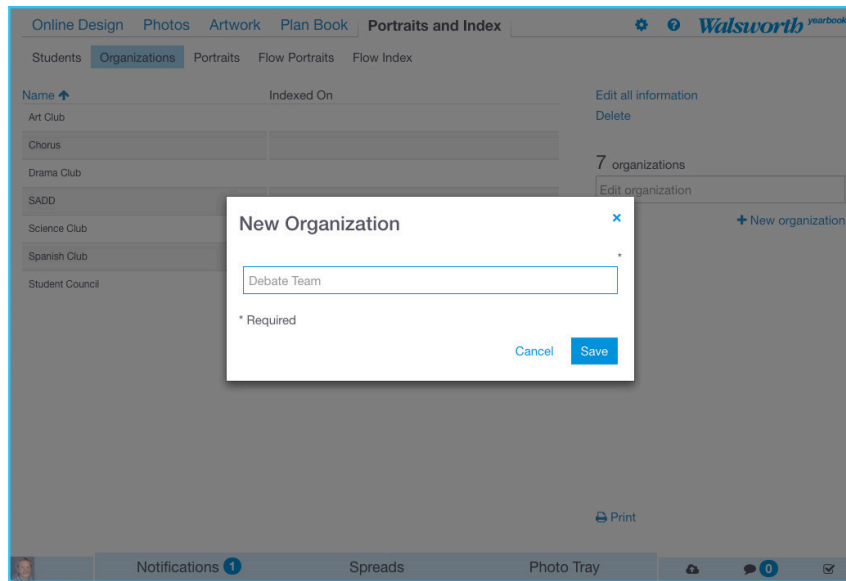 Online Design Photos Artwork Plan Book Portraits and Index Walsworth yearbooks
Students Organizations Portraits Flow Portraits Flow Index
Name Indexed On Edit all information
Art Club Delete
Chorus
7 organizations
Drama Club
Edit organization
SADD
New Organization ×
Science Club + New organization
Spanish Club *
Student Council Debate Team
* Required
Cancel Save
Print
Notifications 1 Spreads Photo Tray 0